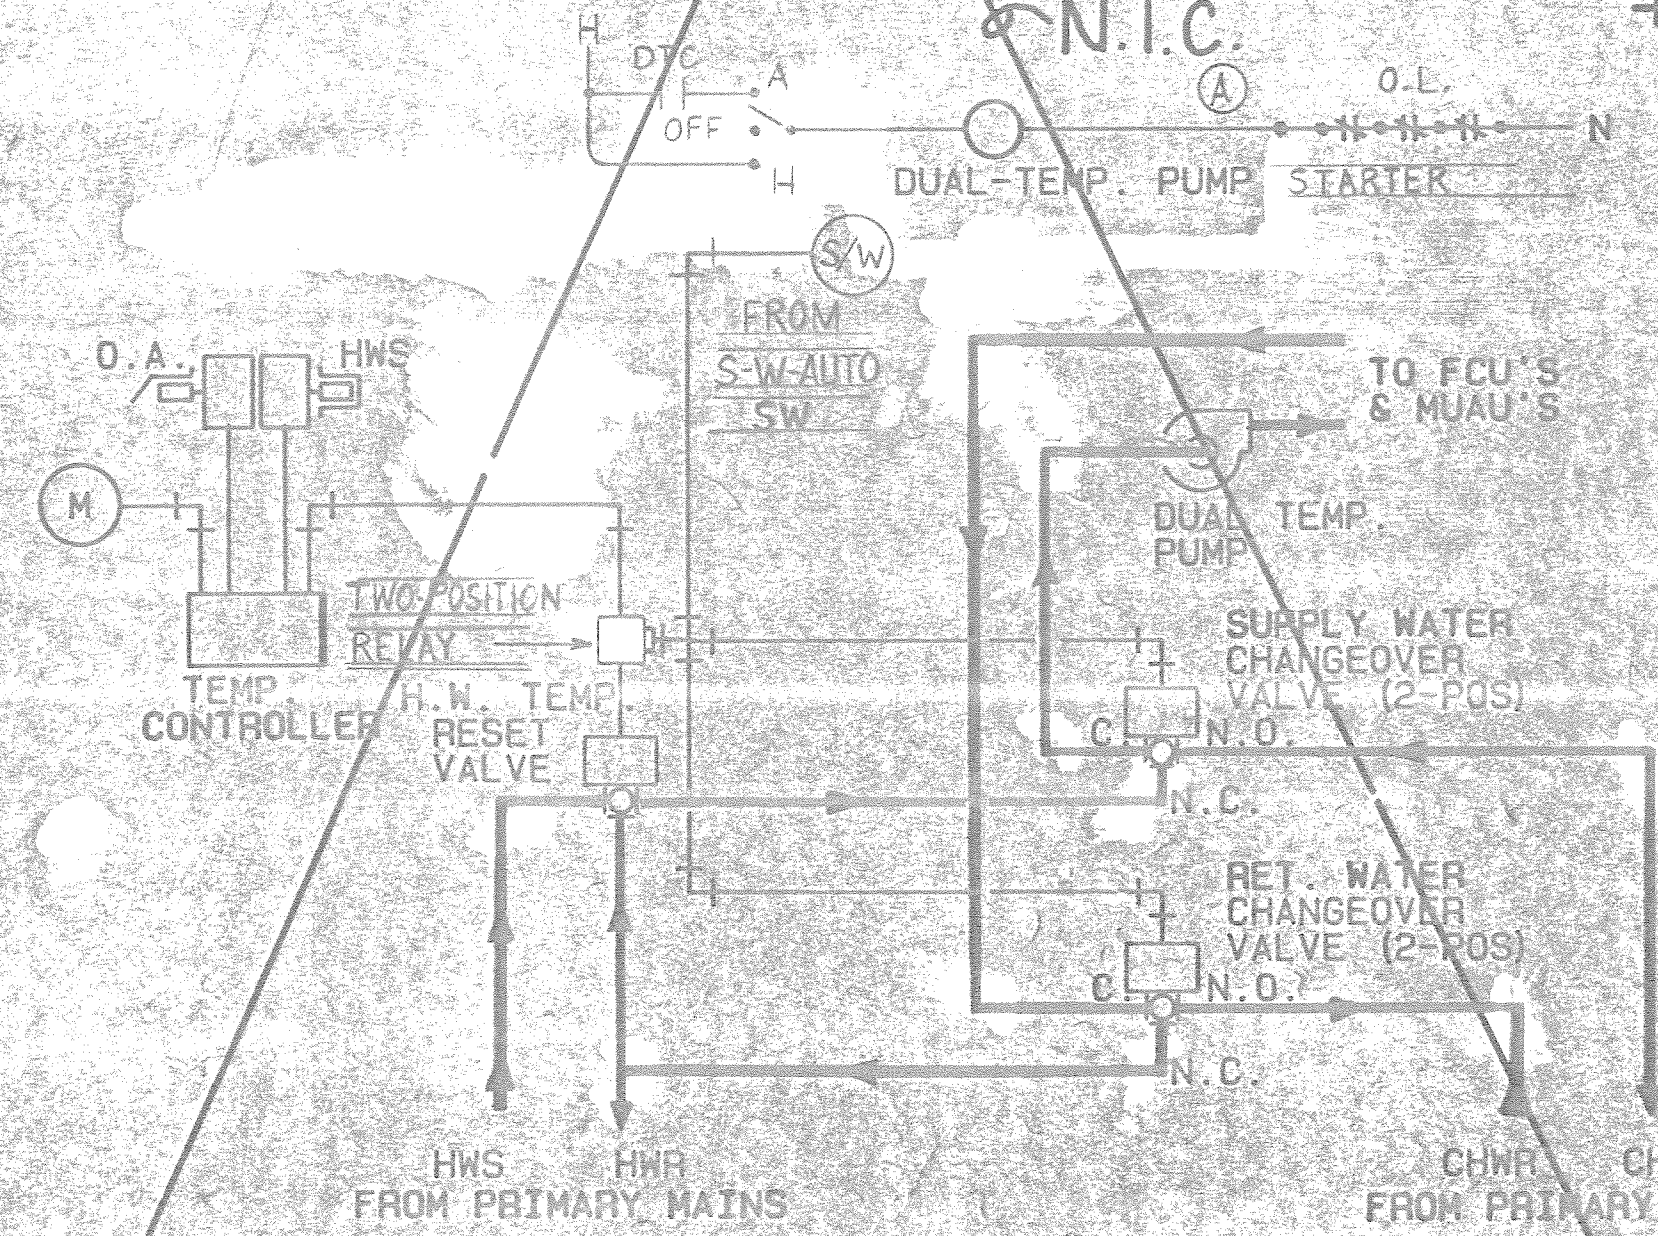 H
N.I.C.
DTC
A
A
O.L.
OFF
N
H
DUAL-TEMP. PUMP STARTER
S/W
FROM
S-W-AUTO
SW
O.A.
HWS
TO FCU'S
& MUAU'S
M
DUAL TEMP.
PUMP
TWO-POSITION
RELAY
SUPPLY WATER
CHANGEOVER
VALVE (2-POS)
TEMP.
CONTROLLER
H.W. TEMP.
RESET
VALVE
C.
N.O.
N.C.
RET. WATER
CHANGEOVER
VALVE (2-POS)
C.
N.O.
N.C.
HWS
HWR
FROM PRIMARY MAINS
CHWR
CH
FROM PRIMARY